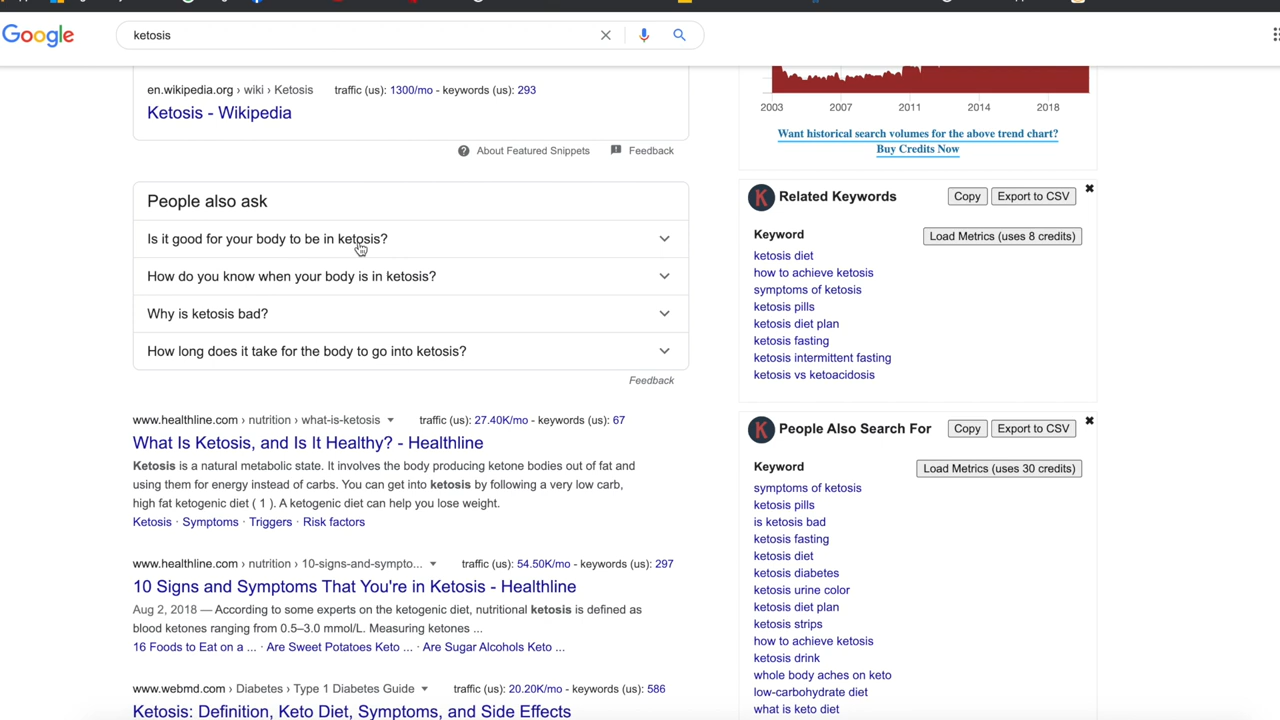 Google
ketosis
en.wikipedia.org › wiki › Ketosis traffic (us): 1300/mo - keywords (us): 293
Ketosis - Wikipedia
About Featured Snippets Feedback
People also ask
Is it good for your body to be in ketosis?
How do you know when your body is in ketosis?
Why is ketosis bad?
How long does it take for the body to go into ketosis?
Feedback
www.healthline.com › nutrition › what-is-ketosis traffic (us): 27.40K/mo - keywords (us): 67
What Is Ketosis, and Is It Healthy? - Healthline
Ketosis is a natural metabolic state. It involves the body producing ketone bodies out of fat and
using them for energy instead of carbs. You can get into ketosis by following a very low carb,
high fat ketogenic diet ( 1 ). A ketogenic diet can help you lose weight.
Ketosis · Symptoms · Triggers · Risk factors
www.healthline.com › nutrition › 10-signs-and-sympto... traffic (us): 54.50K/mo - keywords (us): 297
10 Signs and Symptoms That You're in Ketosis - Healthline
Aug 2, 2018 — According to some experts on the ketogenic diet, nutritional ketosis is defined as
blood ketones ranging from 0.5–3.0 mmol/L. Measuring ketones ...
16 Foods to Eat on a ... · Are Sweet Potatoes Keto ... · Are Sugar Alcohols Keto ...
www.webmd.com › Diabetes › Type 1 Diabetes Guide traffic (us): 20.20K/mo - keywords (us): 586
Ketosis: Definition, Keto Diet, Symptoms, and Side Effects
2003 2007 2011 2014 2018
Want historical search volumes for the above trend chart?
Buy Credits Now
K Related Keywords Copy Export to CSV
Keyword Load Metrics (uses 8 credits)
ketosis diet
how to achieve ketosis
symptoms of ketosis
ketosis pills
ketosis diet plan
ketosis fasting
ketosis intermittent fasting
ketosis vs ketoacidosis
K People Also Search For Copy Export to CSV
Keyword Load Metrics (uses 30 credits)
symptoms of ketosis
ketosis pills
is ketosis bad
ketosis fasting
ketosis diet
ketosis diabetes
ketosis urine color
ketosis diet plan
ketosis strips
how to achieve ketosis
ketosis drink
whole body aches on keto
low-carbohydrate diet
what is keto diet